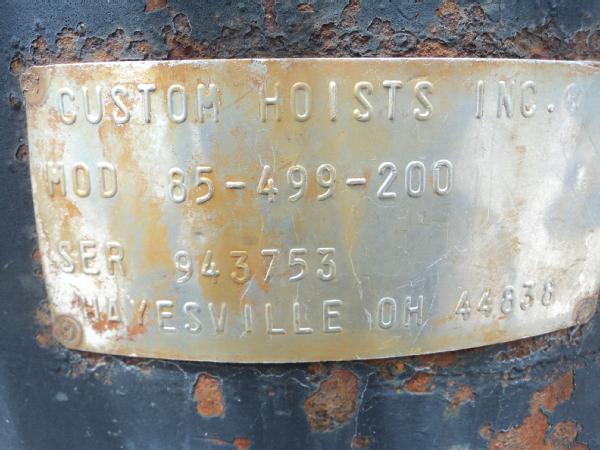 CUSTOM HOISTS INC.®
MOD 85-499-200
SER 943753
HAYESVILLE OH 44838